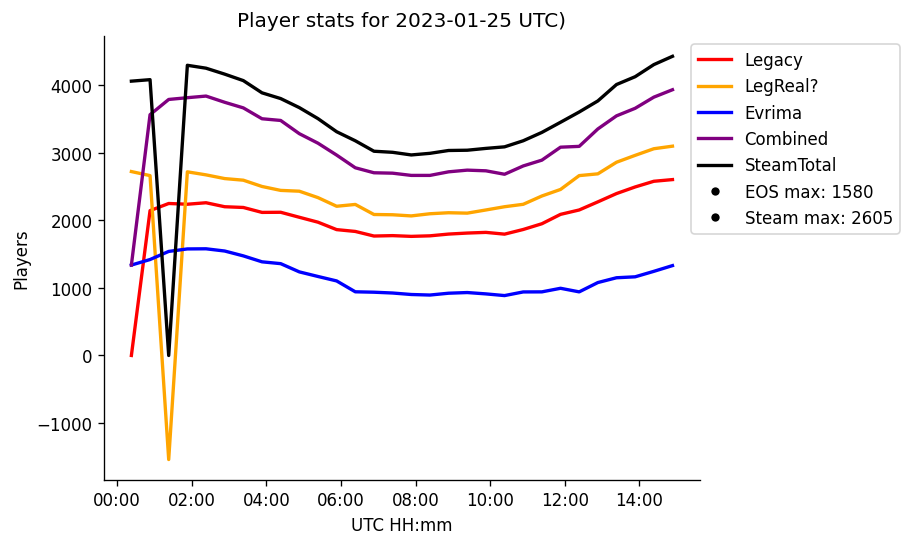 Player stats for 2023-01-25 UTC)
Legacy
LegReal?
Evrima
Combined
SteamTotal
EOS max: 1580
Steam max: 2605
Players
4000
3000
2000
1000
0
−1000
00:00 02:00 04:00 06:00 08:00 10:00 12:00 14:00
UTC HH:mm